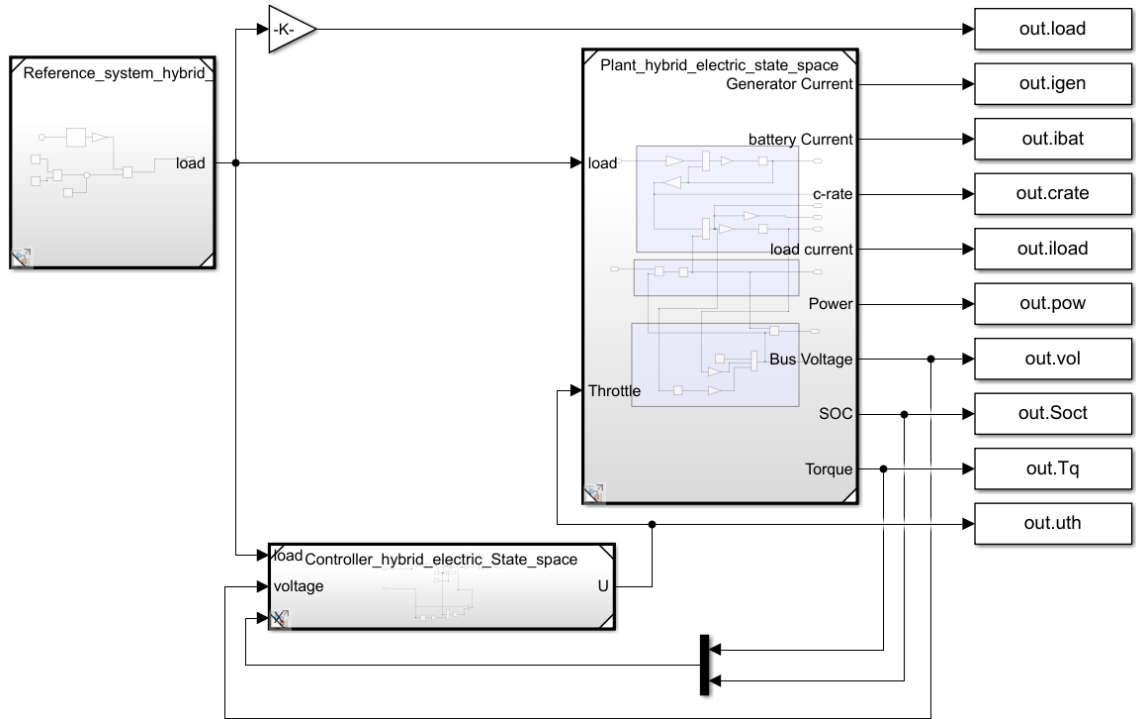 -K-
out.load
Reference_system_hybrid_
load
Plant_hybrid_electric_state_space
Generator Current
out.igen
battery Current
out.ibat
load
c-rate
out.crate
load current
out.iload
Power
out.pow
Bus Voltage
out.vol
Throttle
SOC
out.Soct
Torque
out.Tq
out.uth
load
Controller_hybrid_electric_State_space
voltage
U
X